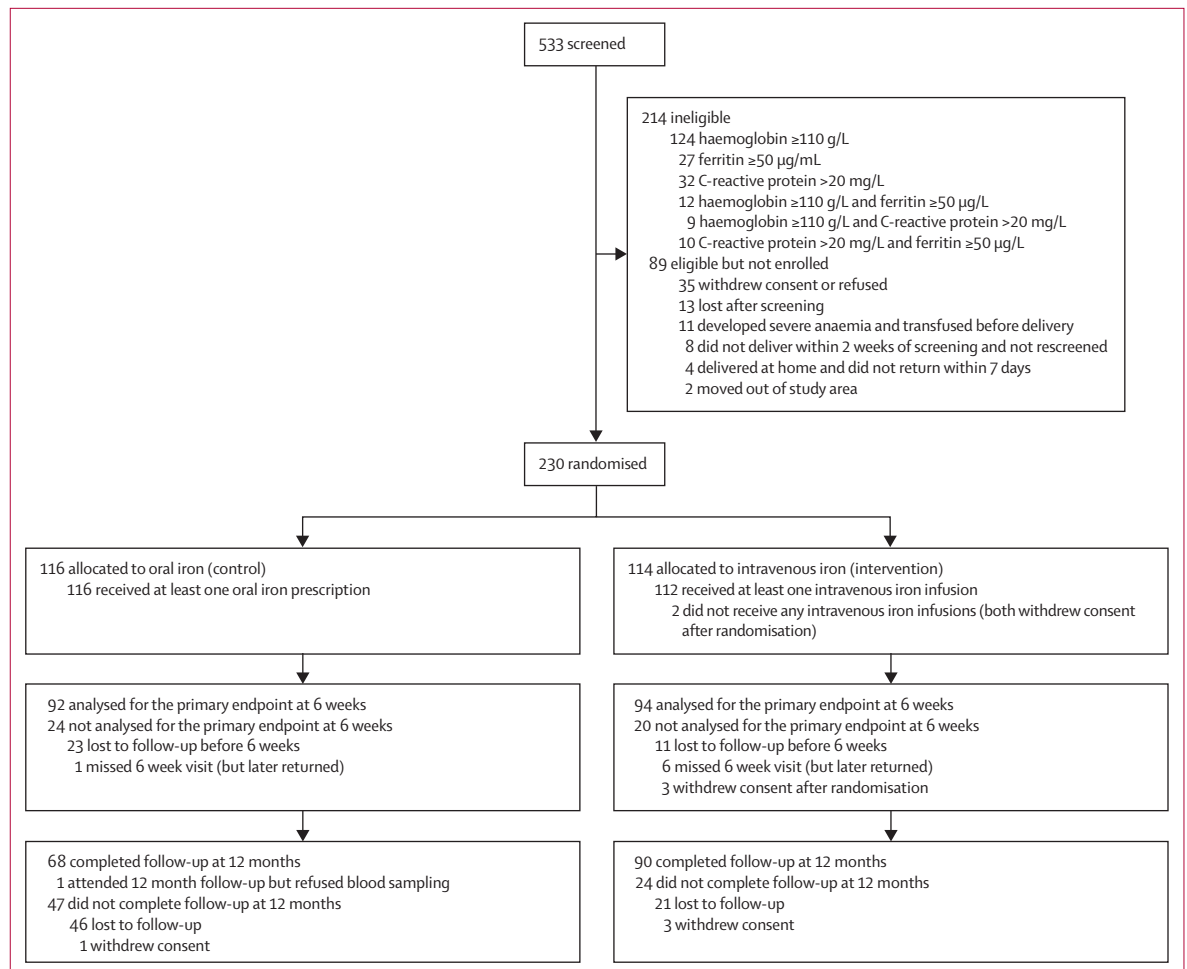 533 screened
214 ineligible
124 haemoglobin ≥110 g/L
27 ferritin ≥50 µg/mL
32 C-reactive protein >20 mg/L
12 haemoglobin ≥110 g/L and ferritin ≥50 µg/L
9 haemoglobin ≥110 g/L and C-reactive protein >20 mg/L
10 C-reactive protein >20 mg/L and ferritin ≥50 µg/L
89 eligible but not enrolled
35 withdrew consent or refused
13 lost after screening
11 developed severe anaemia and transfused before delivery
8 did not deliver within 2 weeks of screening and not rescreened
4 delivered at home and did not return within 7 days
2 moved out of study area
230 randomised
116 allocated to oral iron (control)
116 received at least one oral iron prescription
114 allocated to intravenous iron (intervention)
112 received at least one intravenous iron infusion
2 did not receive any intravenous iron infusions (both withdrew consent
after randomisation)
92 analysed for the primary endpoint at 6 weeks
24 not analysed for the primary endpoint at 6 weeks
23 lost to follow-up before 6 weeks
1 missed 6 week visit (but later returned)
94 analysed for the primary endpoint at 6 weeks
20 not analysed for the primary endpoint at 6 weeks
11 lost to follow-up before 6 weeks
6 missed 6 week visit (but later returned)
3 withdrew consent after randomisation
68 completed follow-up at 12 months
1 attended 12 month follow-up but refused blood sampling
47 did not complete follow-up at 12 months
46 lost to follow-up
1 withdrew consent
90 completed follow-up at 12 months
24 did not complete follow-up at 12 months
21 lost to follow-up
3 withdrew consent